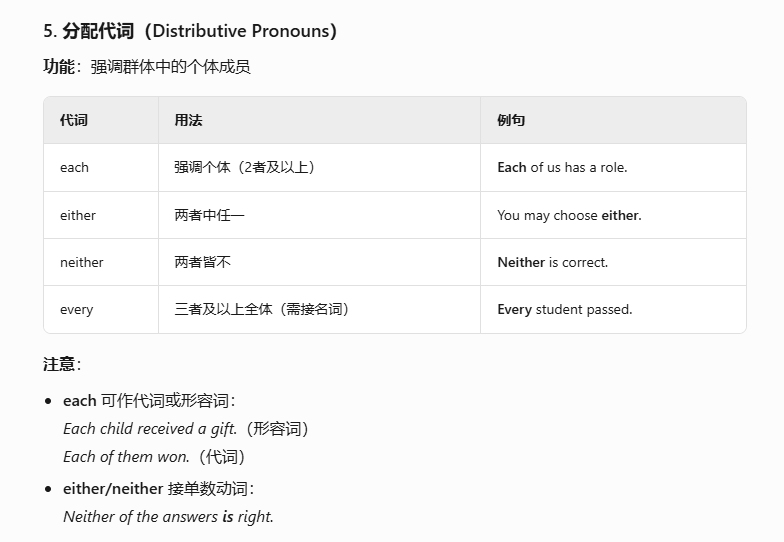 5. 分配代词（Distributive Pronouns）
功能：强调群体中的个体成员
代词 用法 例句
each 强调个体（2者及以上） Each of us has a role.
either 两者中任一 You may choose either.
neither 两者皆不 Neither is correct.
every 三者及以上全体（需接名词） Every student passed.
注意：
• each 可作代词或形容词：
Each child received a gift.（形容词）
Each of them won.（代词）
• either/neither 接单数动词：
Neither of the answers is right.